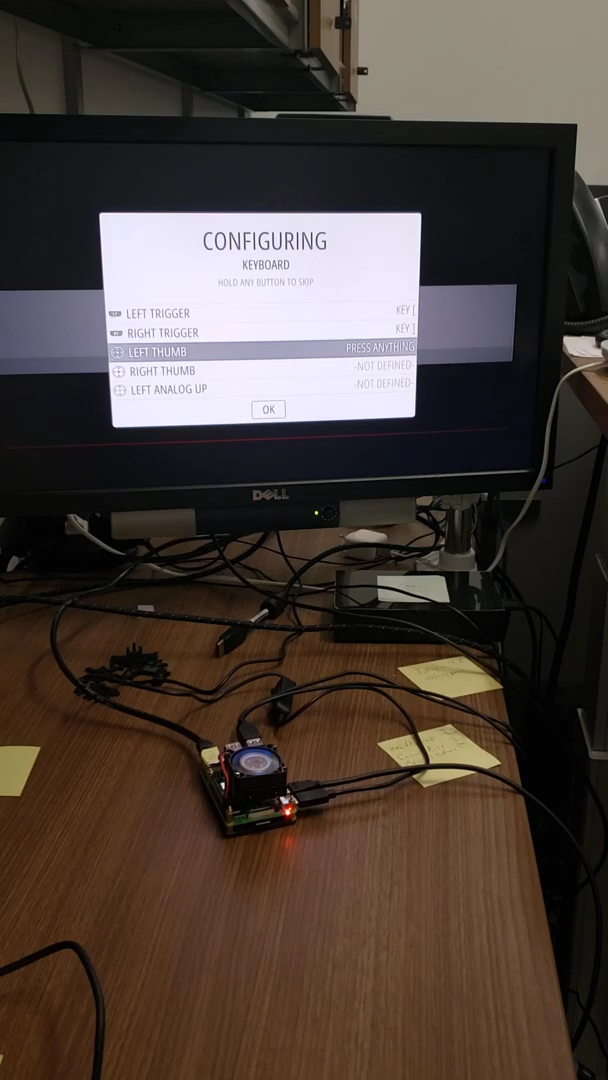 CONFIGURING
KEYBOARD
HOLD ANY BUTTON TO SKIP
LEFT TRIGGER KEY [
RIGHT TRIGGER KEY ]
LEFT THUMB PRESS ANYTHING
RIGHT THUMB -NOT DEFINED-
LEFT ANALOG UP -NOT DEFINED-
OK
DELL